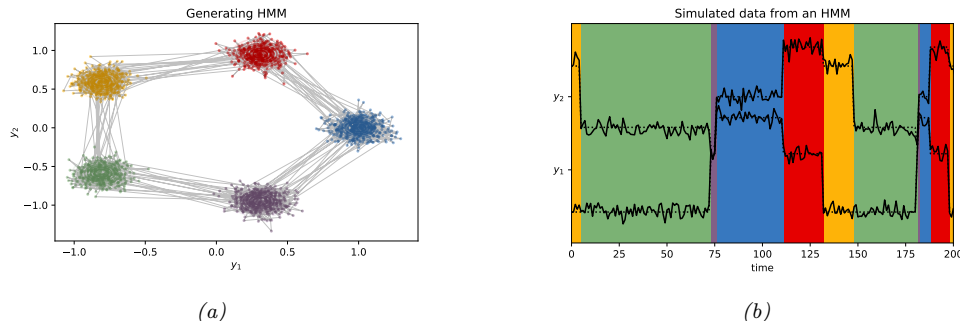 Generating HMM
1.0
0.5
0.0
−0.5
−1.0
y₂
−1.0
−0.5
0.0
0.5
1.0
y₁
(a)
Simulated data from an HMM
y₂
y₁
0
25
50
75
100
125
150
175
200
time
(b)